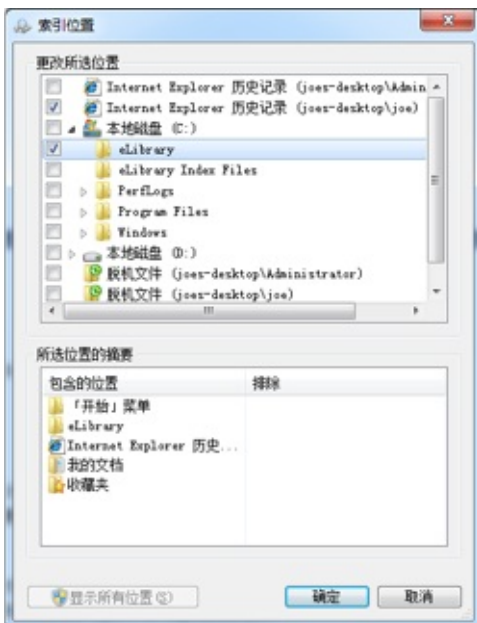 索引位置
更改所选位置
Internet Explorer 历史记录 (joes-desktop\Admin
Internet Explorer 历史记录 (joes-desktop\joe)
本地磁盘 (C:)
eLibrary
eLibrary Index Files
PerfLogs
Program Files
Windows
本地磁盘 (D:)
脱机文件 (joes-desktop\Administrator)
脱机文件 (joes-desktop\joe)
所选位置的摘要
包含的位置 排除
「开始」菜单
eLibrary
Internet Explorer 历史...
我的文档
收藏夹
显示所有位置(S) 确定 取消